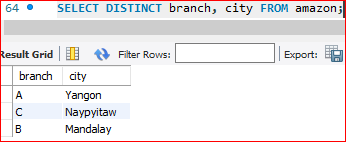 64 SELECT DISTINCT branch, city FROM amazon;
Result Grid Filter Rows: Export:
branch city
A Yangon
C Naypyitaw
B Mandalay